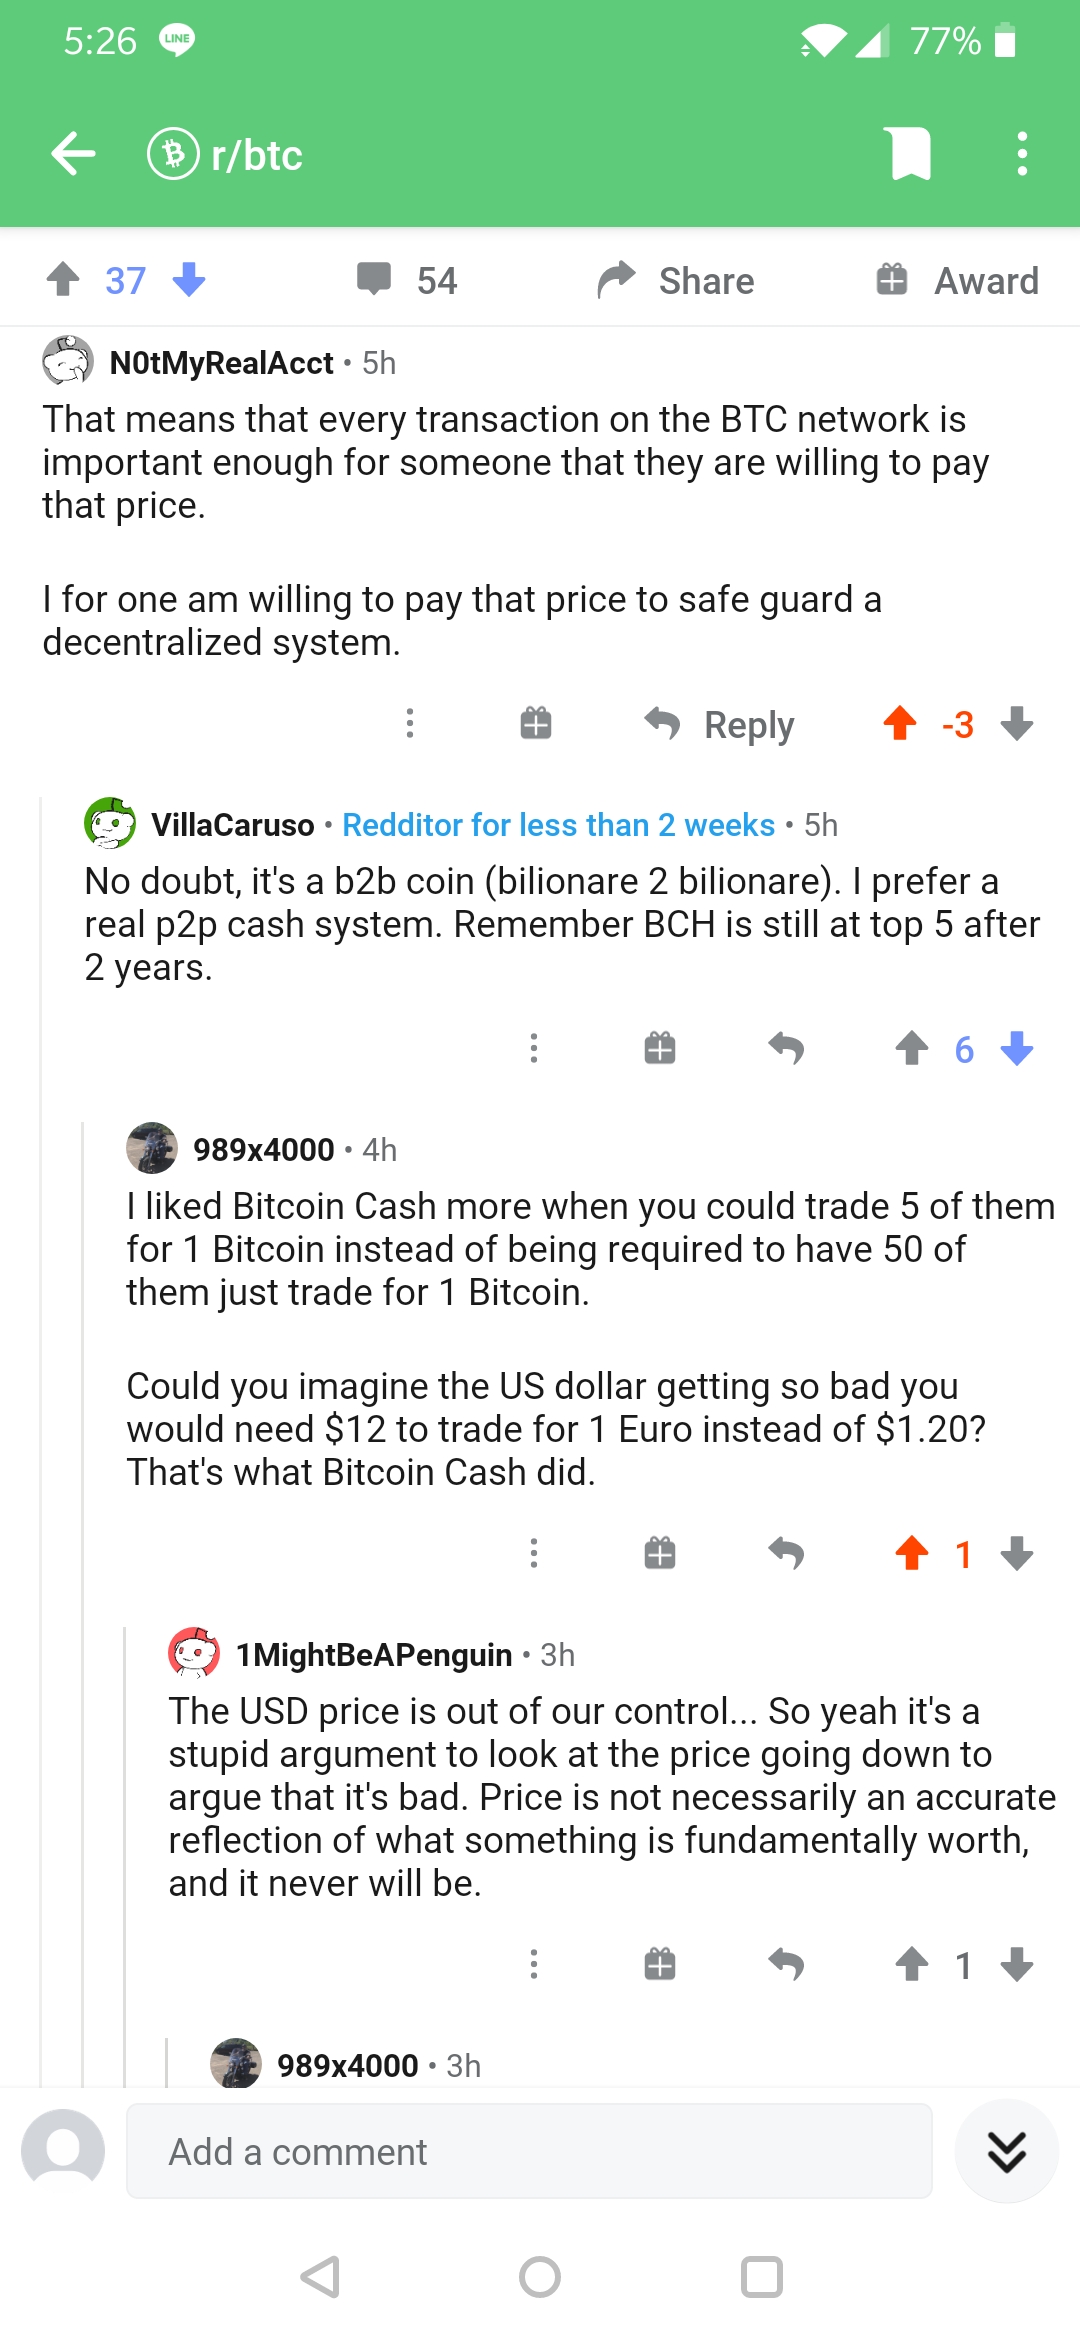 5:26 LINE 77%
r/btc
37 54 Share Award
N0tMyRealAcct • 5h
That means that every transaction on the BTC network is
important enough for someone that they are willing to pay
that price.
I for one am willing to pay that price to safe guard a
decentralized system.
Reply -3
VillaCaruso • Redditor for less than 2 weeks • 5h
No doubt, it's a b2b coin (bilionare 2 bilionare). I prefer a
real p2p cash system. Remember BCH is still at top 5 after
2 years.
6
989x4000 • 4h
I liked Bitcoin Cash more when you could trade 5 of them
for 1 Bitcoin instead of being required to have 50 of
them just trade for 1 Bitcoin.
Could you imagine the US dollar getting so bad you
would need $12 to trade for 1 Euro instead of $1.20?
That's what Bitcoin Cash did.
1
1MightBeAPenguin • 3h
The USD price is out of our control... So yeah it's a
stupid argument to look at the price going down to
argue that it's bad. Price is not necessarily an accurate
reflection of what something is fundamentally worth,
and it never will be.
1
989x4000 • 3h
Add a comment